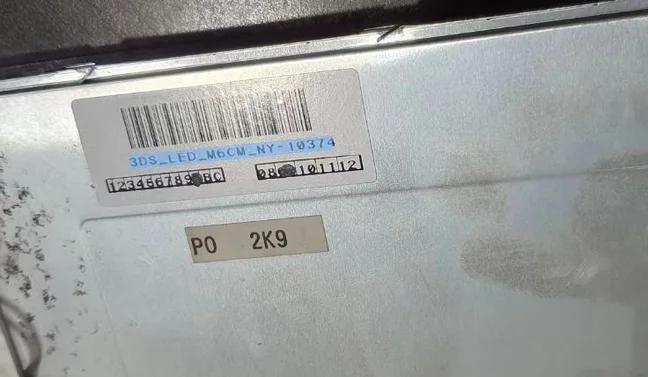 3DS_LED_M6CM_NY-10374
123456789 BC 08 101112
PO 2K9